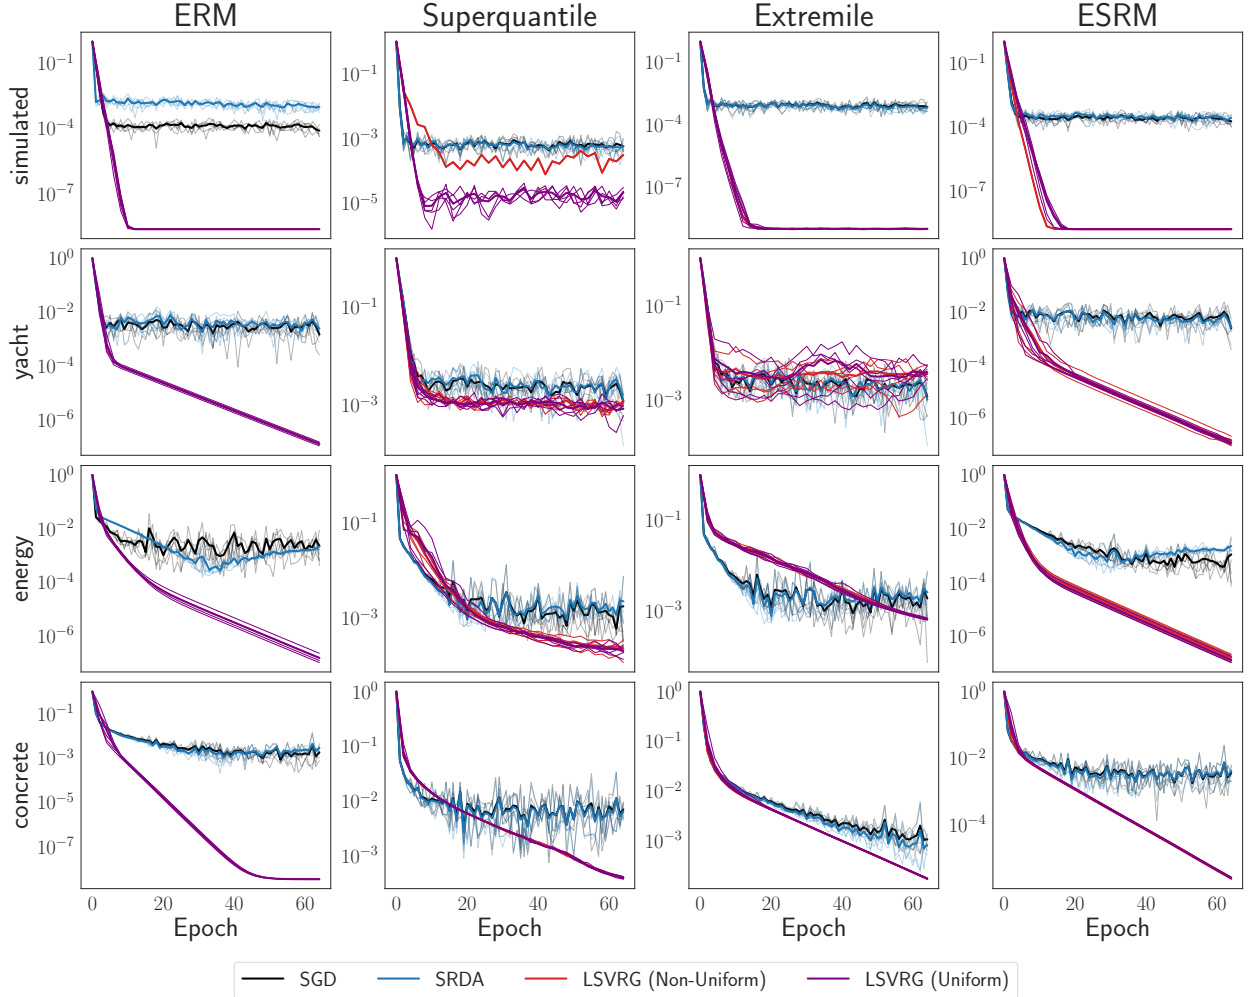 ERM Superquantile Extremile ESRM
simulated
10^{-1} 10^{-4} 10^{-7}
10^{-1} 10^{-3} 10^{-5}
10^{-1} 10^{-4} 10^{-7}
10^{-1} 10^{-4} 10^{-7}
yacht
10^{0} 10^{-2} 10^{-4} 10^{-6}
10^{-1} 10^{-3}
10^{-1} 10^{-3}
10^{0} 10^{-2} 10^{-4} 10^{-6}
energy
10^{0} 10^{-2} 10^{-4} 10^{-6}
10^{-1} 10^{-3}
10^{-1} 10^{-3}
10^{0} 10^{-2} 10^{-4} 10^{-6}
concrete
10^{-1} 10^{-3} 10^{-5} 10^{-7}
10^{0} 10^{-1} 10^{-2} 10^{-3}
10^{0} 10^{-1} 10^{-2} 10^{-3}
10^{0} 10^{-2} 10^{-4}
0 20 40 60 0 20 40 60 0 20 40 60 0 20 40 60
Epoch Epoch Epoch Epoch
SGD SRDA LSVRG (Non-Uniform) LSVRG (Uniform)